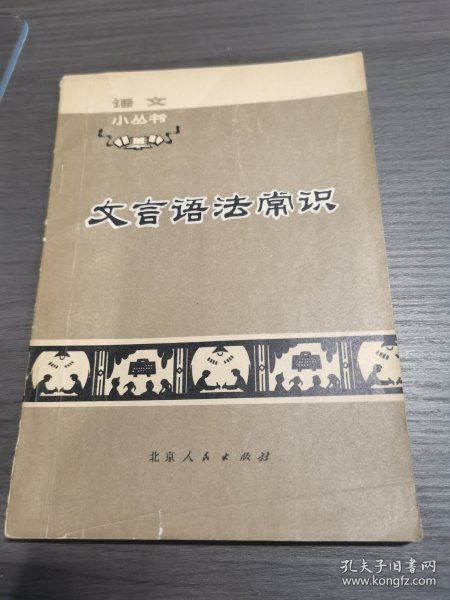 语文
小丛书
文言语法常识
北京人民出版社
孔夫子旧书网
www.kongfz.com